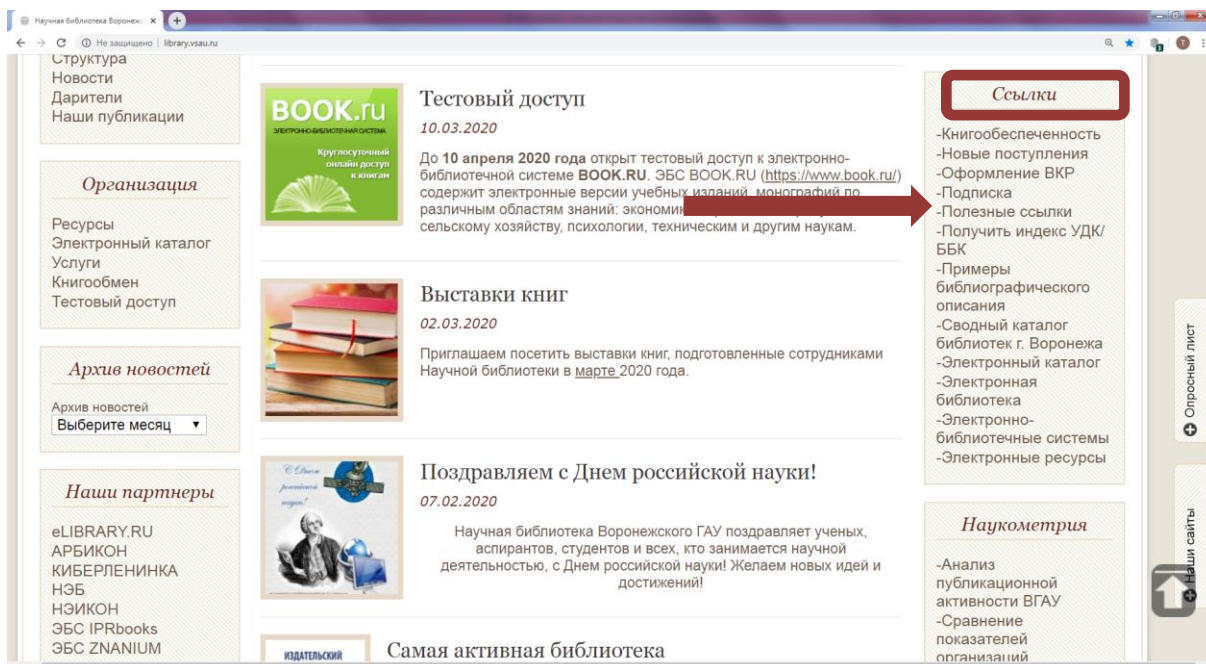 Научная библиотека Воронежс
Не защищено | library.vsau.ru
Структура
Новости
Дарители
Наши публикации
Организация
Ресурсы
Электронный каталог
Услуги
Книгообмен
Тестовый доступ
Архив новостей
Архив новостей
Выберите месяц
Наши партнеры
eLIBRARY.RU
АРБИКОН
КИБЕРЛЕНИНКА
НЭБ
НЭИКОН
ЭБС IPRbooks
ЭБС ZNANIUM
BOOK.ru
ЭЛЕКТРОННО-БИБЛИОТЕЧНАЯ СИСТЕМА
Круглосуточный
онлайн доступ
к книгам
Тестовый доступ
10.03.2020
До 10 апреля 2020 года открыт тестовый доступ к электронно-
библиотечной системе BOOK.RU. ЭБС BOOK.RU (https://www.book.ru/)
содержит электронные версии учебных изданий, монографий по
различным областям знаний:
сельскому хозяйству, психологии, техническим и другим наукам.
Выставки книг
02.03.2020
Приглашаем посетить выставки книг, подготовленные сотрудниками
Научной библиотеки в марте 2020 года.
С Днем
российской
науки!
Поздравляем с Днем российской науки!
07.02.2020
Научная библиотека Воронежского ГАУ поздравляет ученых,
аспирантов, студентов и всех, кто занимается научной
деятельностью, с Днем российской науки! Желаем новых идей и
достижений!
ИЗДАТЕЛЬСКИЙ
Самая активная библиотека
Ссылки
-Книгообеспеченность
-Новые поступления
-Оформление ВКР
-Подписка
-Полезные ссылки
-Получить индекс УДК/
ББК
-Примеры
библиографического
описания
-Сводный каталог
библиотек г. Воронежа
-Электронный каталог
-Электронная
библиотека
-Электронно-
библиотечные системы
-Электронные ресурсы
Наукометрия
-Анализ
публикационной
активности ВГАУ
-Сравнение
показателей
организаций
Опросный лист
Наши сайты